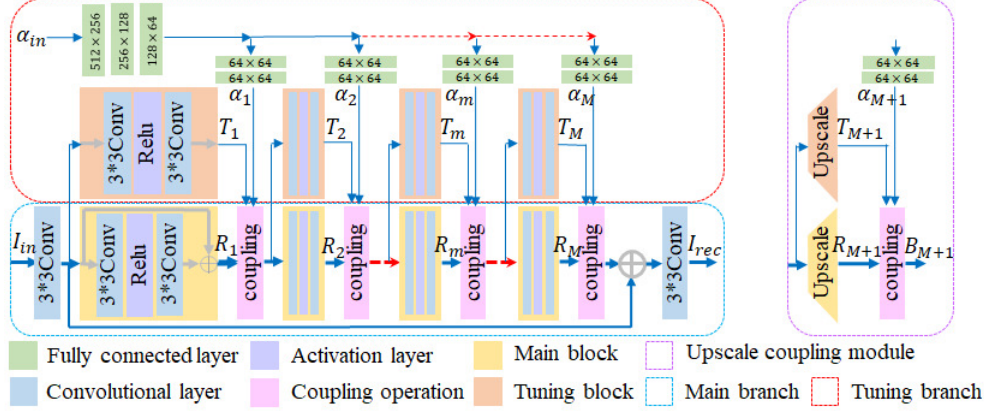 α_in 512×256 256×128 128×64
64×64 64×64 64×64 64×64 64×64
64×64 64×64 64×64 64×64 64×64
α_1 α_2 α_m α_M α_{M+1}
3*3Conv Relu 3*3Conv T_1 T_2 T_m T_M Upscale T_{M+1}
I_in 3*3Conv 3*3Conv Relu 3*3Conv R_1 coupling R_2 coupling R_m coupling R_M coupling 3*3Conv I_rec Upscale R_{M+1} coupling B_{M+1}
Fully connected layer Activation layer Main block Upscale coupling module
Convolutional layer Coupling operation Tuning block Main branch Tuning branch